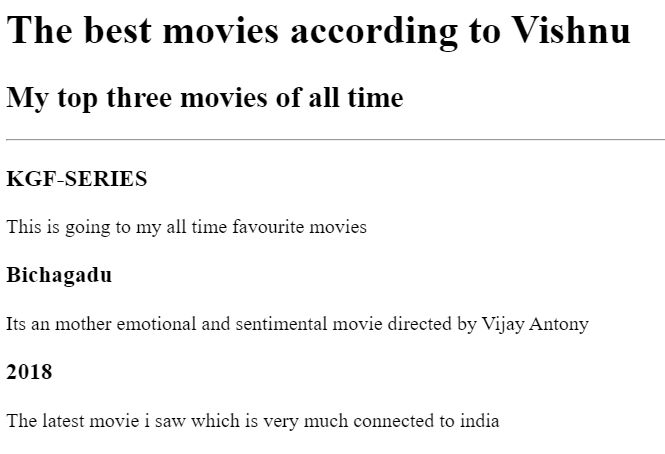 The best movies according to Vishnu
My top three movies of all time
KGF-SERIES
This is going to my all time favourite movies
Bichagadu
Its an mother emotional and sentimental movie directed by Vijay Antony
2018
The latest movie i saw which is very much connected to india